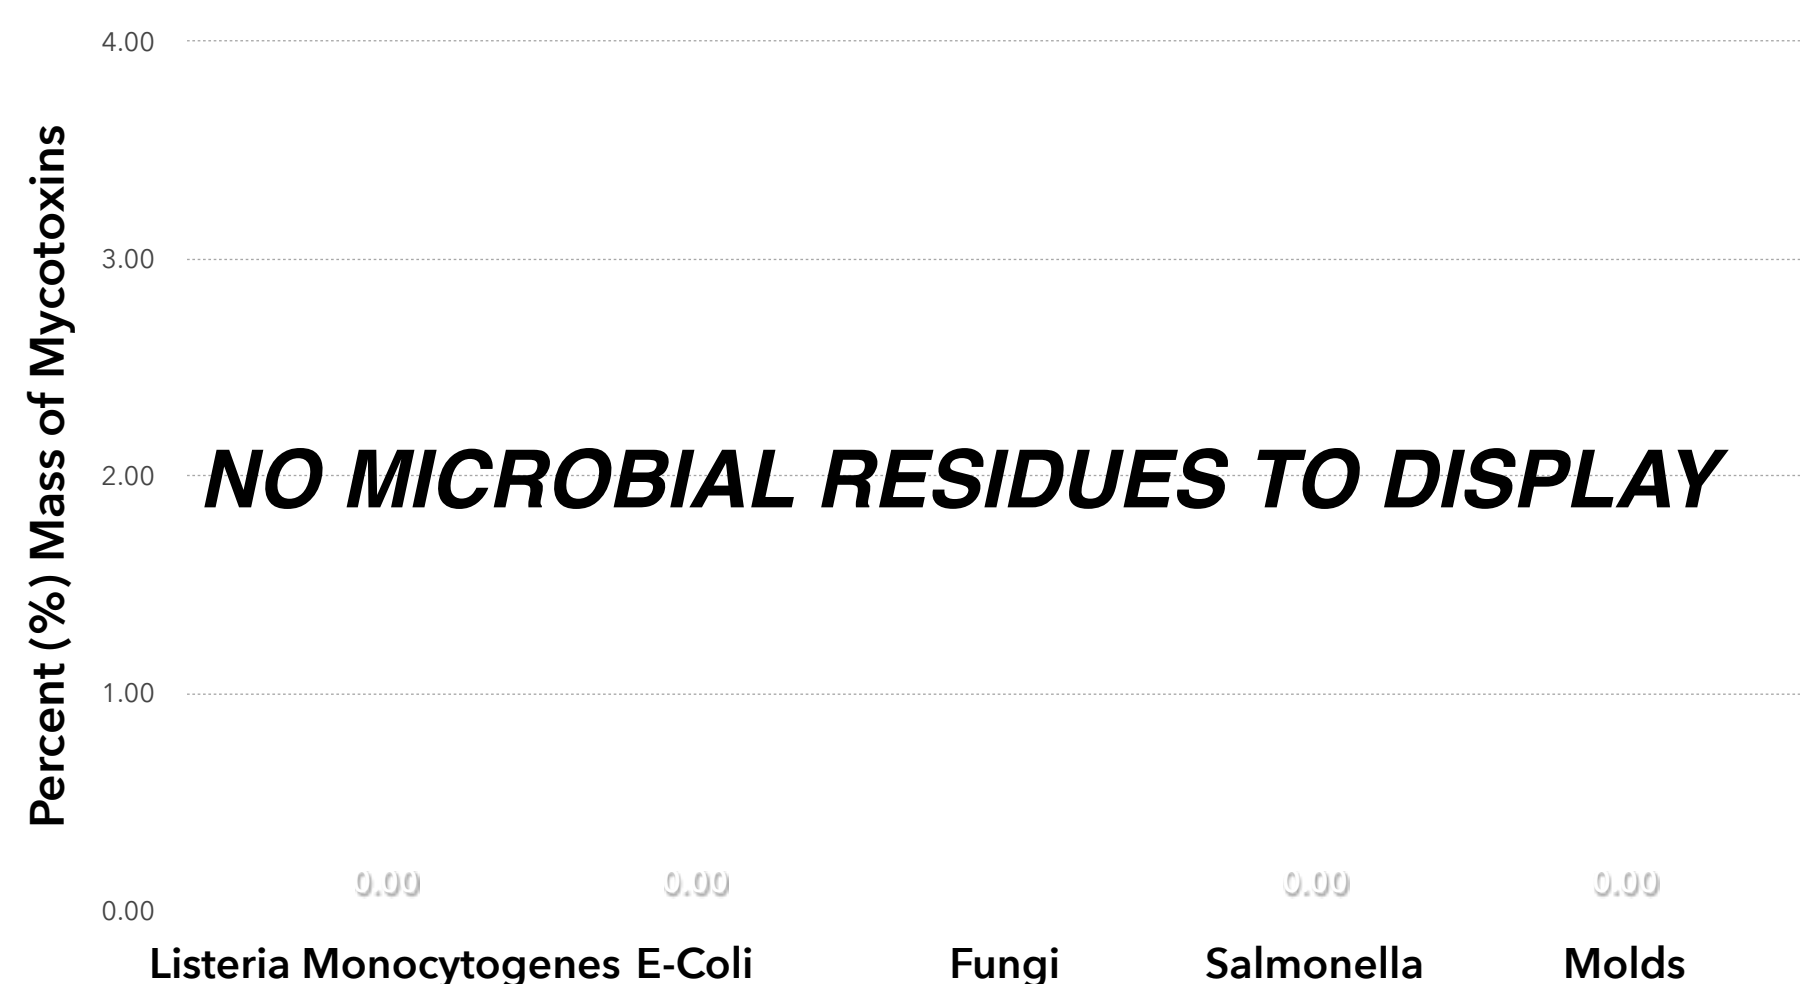 4.00
3.00
2.00
1.00
0.00
Percent (%) Mass of Mycotoxins
NO MICROBIAL RESIDUES TO DISPLAY
0.00 0.00 0.00 0.00
Listeria Monocytogenes E-Coli Fungi Salmonella Molds